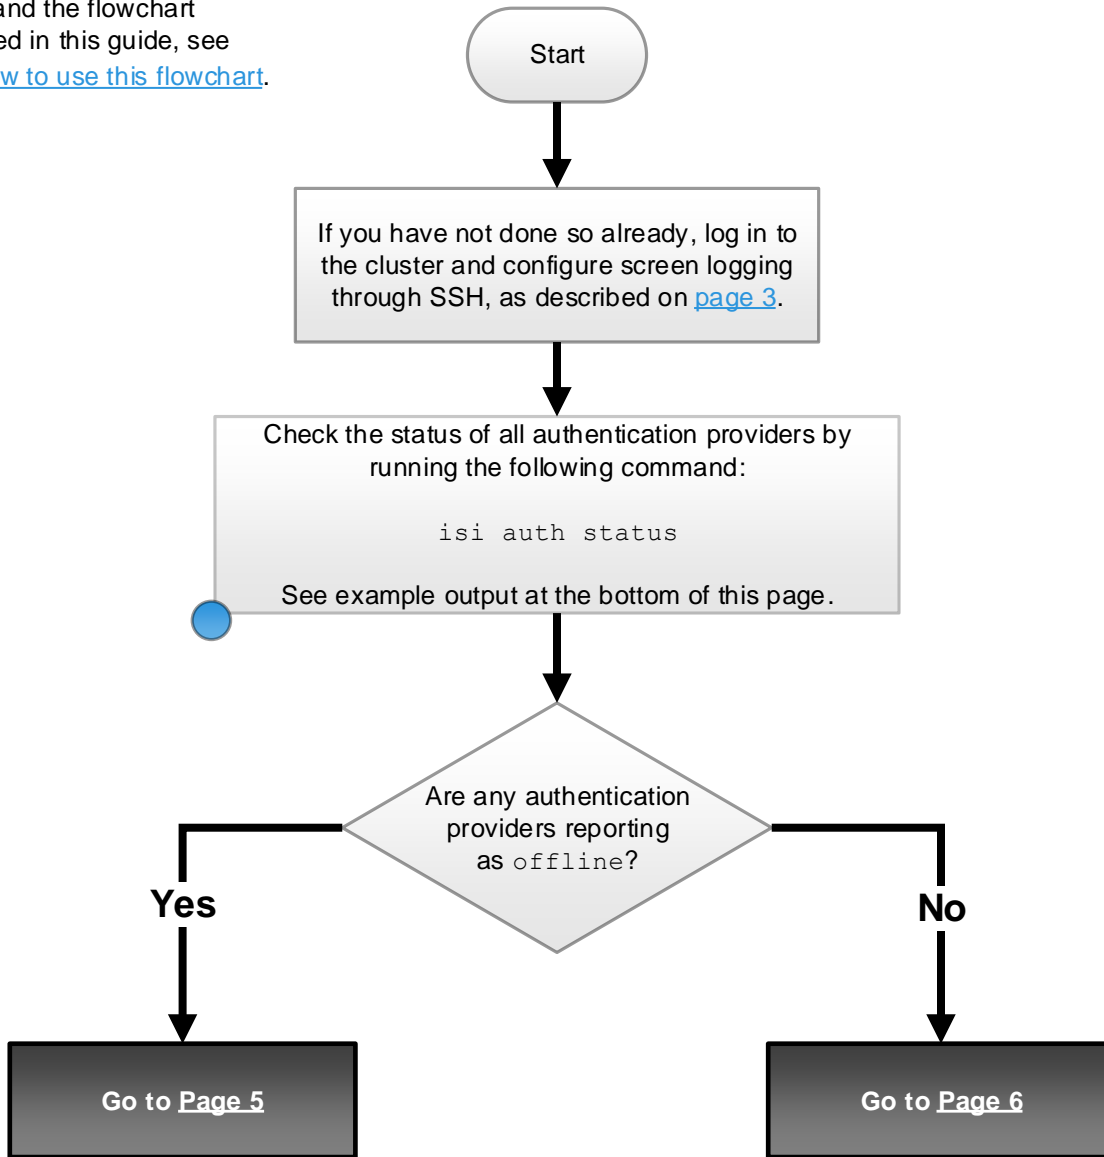 and the flowchart
ed in this guide, see
w to use this flowchart.
Start
If you have not done so already, log in to
the cluster and configure screen logging
through SSH, as described on page 3.
Check the status of all authentication providers by
running the following command:
isi auth status
See example output at the bottom of this page.
Are any authentication
providers reporting
as offline?
Yes
No
Go to Page 5
Go to Page 6